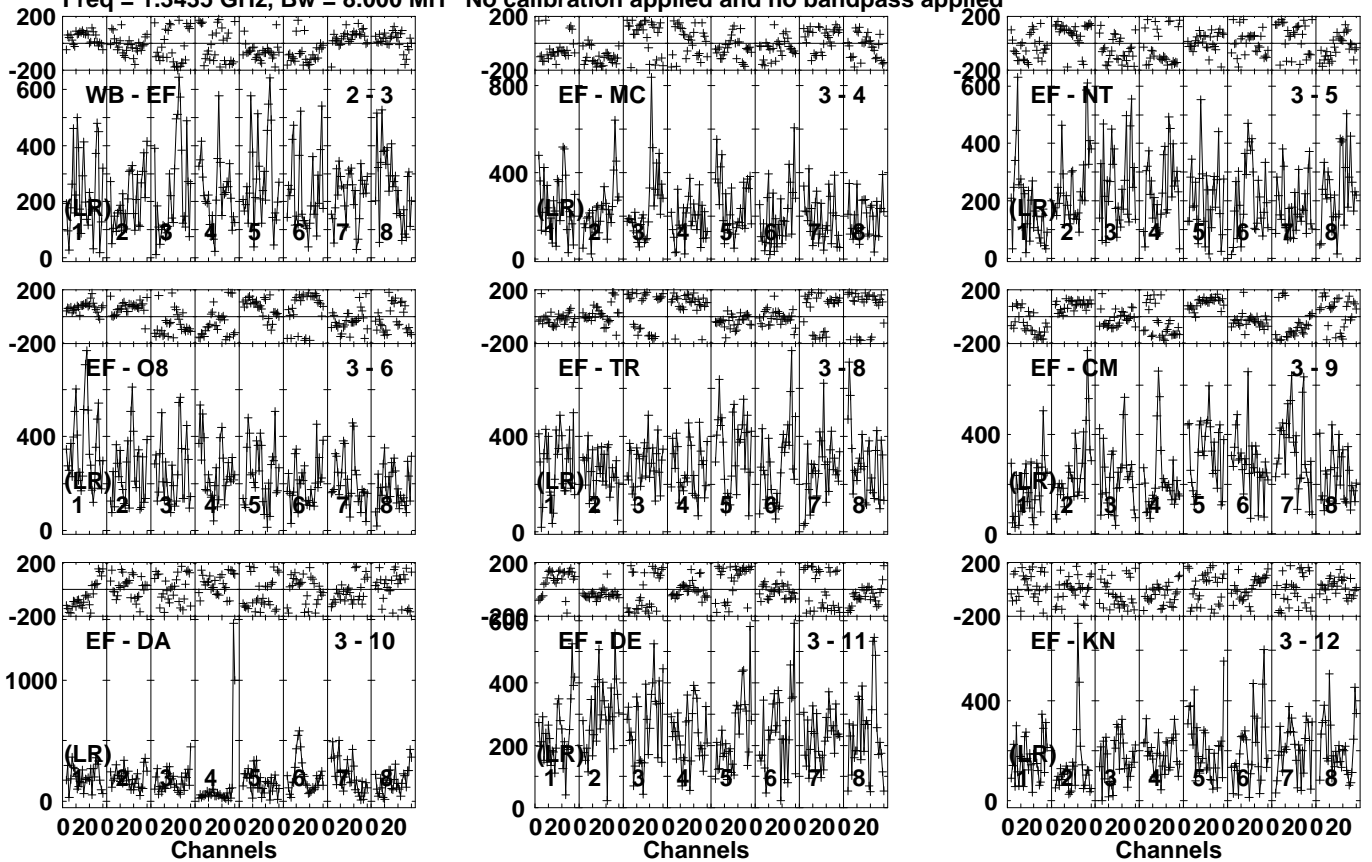 Freq = 1.5435 GHz, Bw = 8.000 MH No calibration applied and no bandpass applied
200
-200
600
400
200
0
WB - EF 2 - 3
(LR)
1 2 3 4 5 6 7 8
200
-200
800
400
0
EF - MC 3 - 4
(LR)
1 2 3 4 5 6 7 8
200
-200
600
400
200
0
EF - NT 3 - 5
(LR)
1 2 3 4 5 6 7 8
200
-200
400
0
EF - O8 3 - 6
(LR)
1 2 3 4 5 6 7 8
200
-200
400
0
EF - TR 3 - 8
(LR)
1 2 3 4 5 6 7 8
200
-200
400
0
EF - CM 3 - 9
(LR)
1 2 3 4 5 6 7 8
200
-200
1000
0
EF - DA 3 - 10
(LR)
1 2 3 4 5 6 7 8
0 20 0 20 0 20 0 20 0 20 0 20 0 20 0 20
Channels
200
-200
600
400
200
0
EF - DE 3 - 11
(LR)
1 2 3 4 5 6 7 8
0 20 0 20 0 20 0 20 0 20 0 20 0 20 0 20
Channels
200
-200
400
0
EF - KN 3 - 12
(LR)
1 2 3 4 5 6 7 8
0 20 0 20 0 20 0 20 0 20 0 20 0 20 0 20
Channels